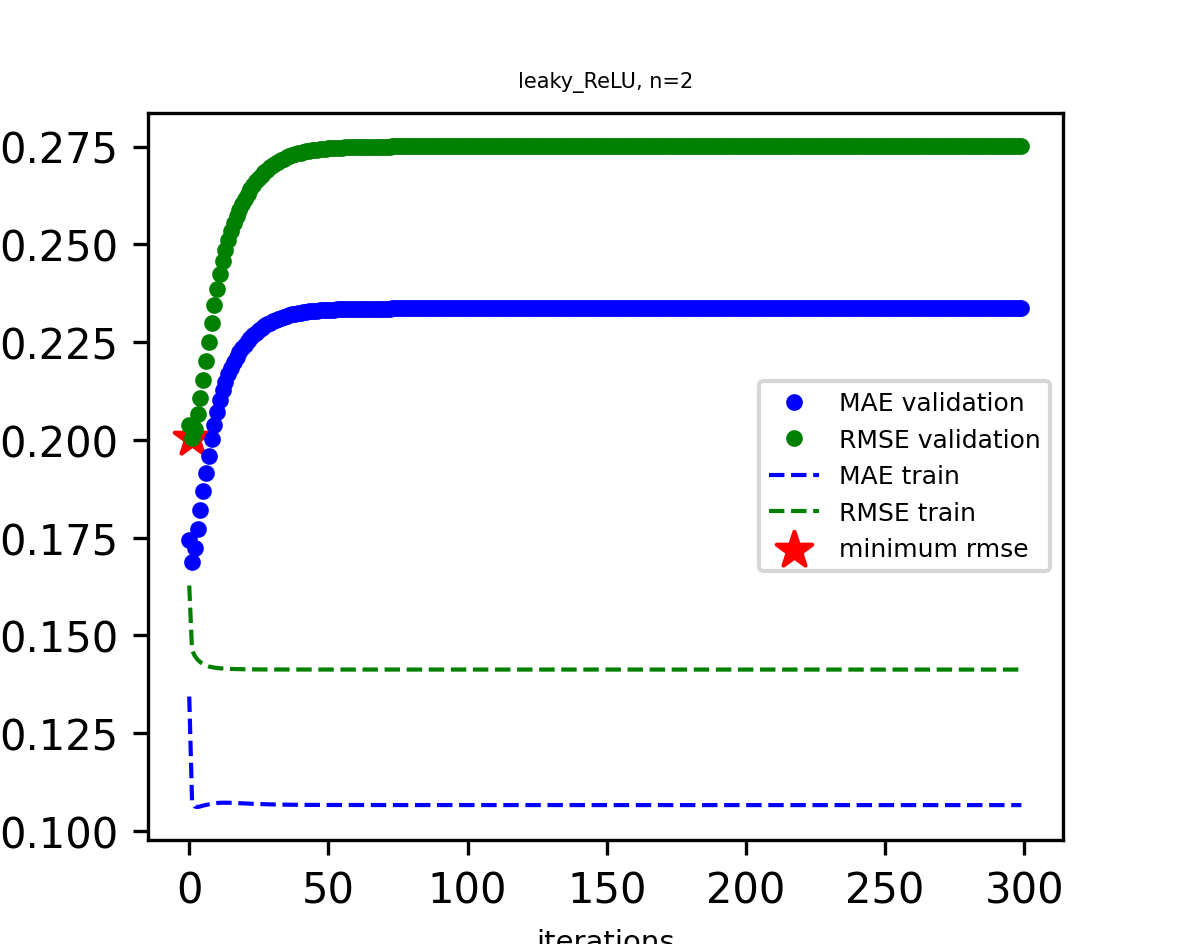 leaky_ReLU, n=2
0.275
0.250
0.225
0.200
0.175
0.150
0.125
0.100
MAE validation
RMSE validation
MAE train
RMSE train
minimum rmse
0 50 100 150 200 250 300
iterations